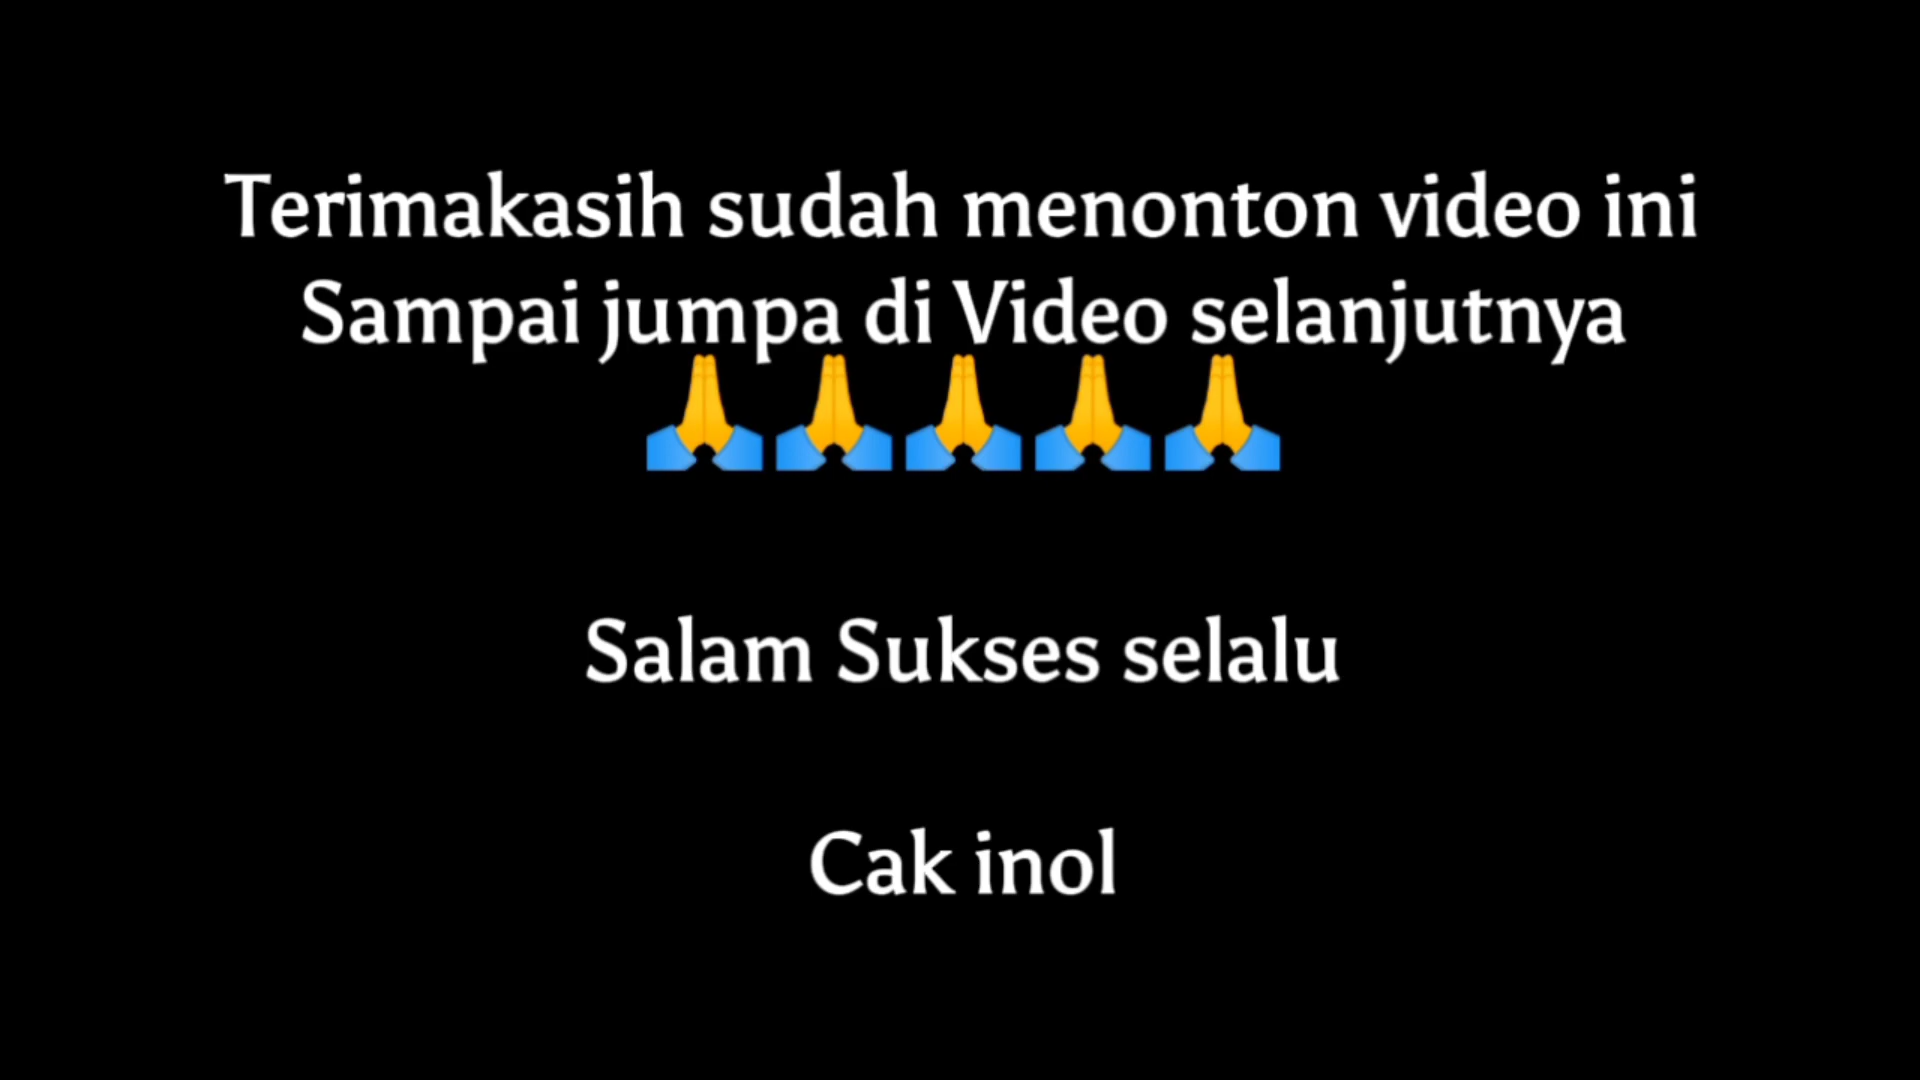 Terimakasih sudah menonton video ini
Sampai jumpa di Video selanjutnya
🙏🙏🙏🙏🙏
Salam Sukses selalu
Cak inol